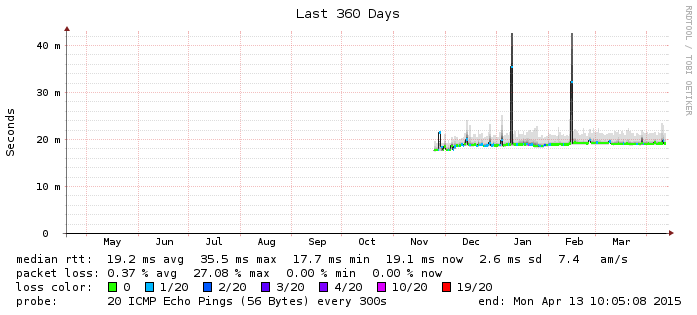 Last 360 Days
RRDTOOL / TOBI OETIKER
Seconds
40 m
30 m
20 m
10 m
0
May Jun Jul Aug Sep Oct Nov Dec Jan Feb Mar
median rtt: 19.2 ms avg 35.5 ms max 17.7 ms min 19.1 ms now 2.6 ms sd 7.4 am/s
packet loss: 0.37 % avg 27.08 % max 0.00 % min 0.00 % now
loss color: 0 1/20 2/20 3/20 4/20 10/20 19/20
probe: 20 ICMP Echo Pings (56 Bytes) every 300s end: Mon Apr 13 10:05:08 2015